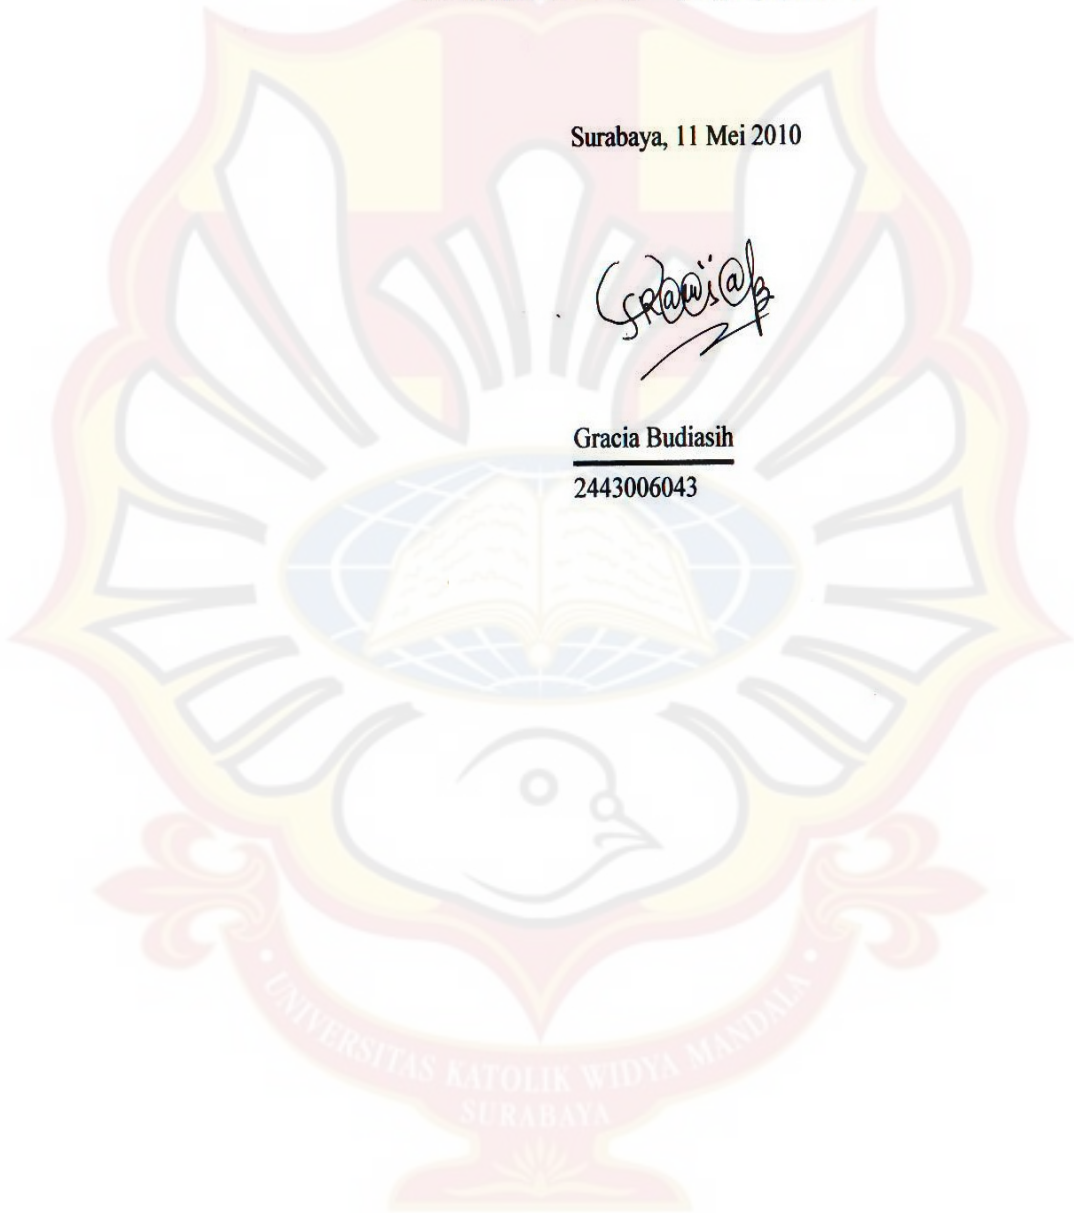 Surabaya, 11 Mei 2010
Gracia Budiasih
2443006043
UNIVERSITAS KATOLIK WIDYA MANDALA
SURABAYA